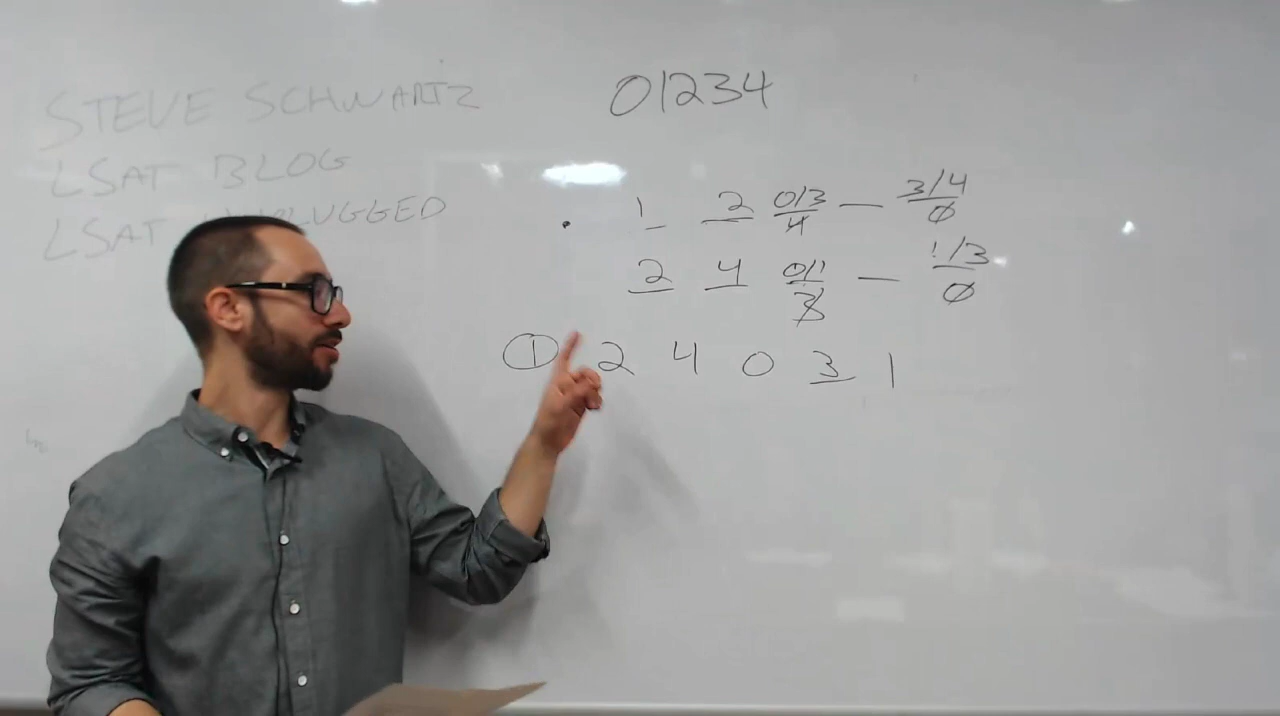 STEVE SCHWARTZ
LSAT BLOG
LSAT UNPLUGGED
01234
1 2 0/3 4 — 3/4 0
2 4 0/1 3 — 1/3 0
1 2 4 0 3 1